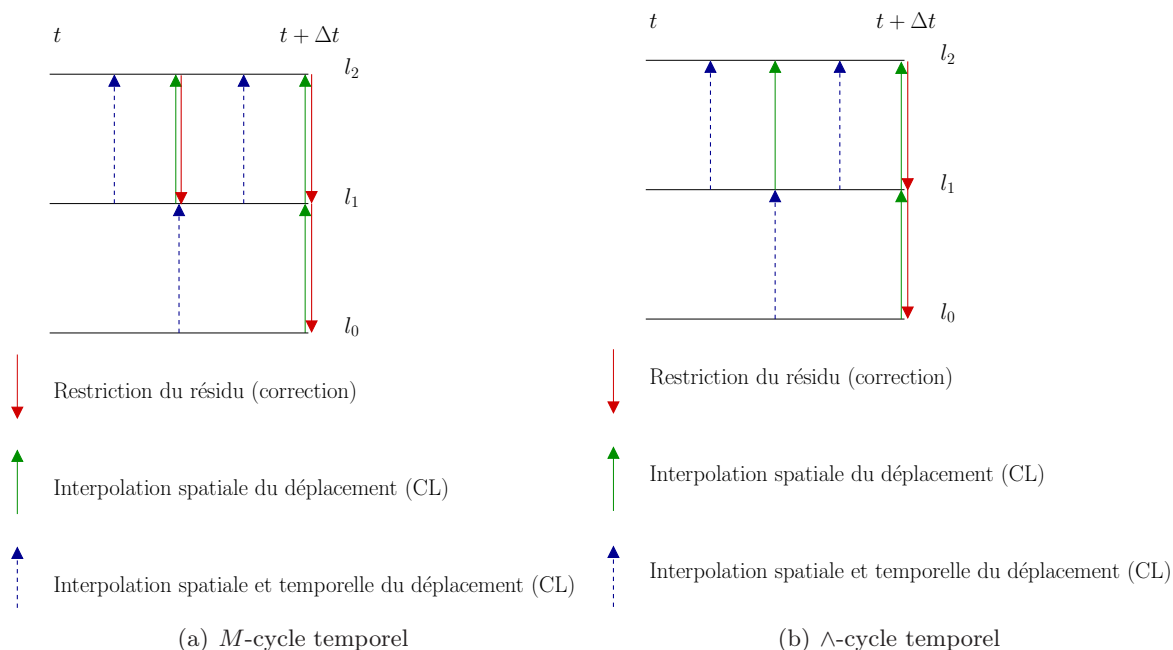 t
t + Δt
l₂
l₁
l₀
Restriction du résidu (correction)
Interpolation spatiale du déplacement (CL)
Interpolation spatiale et temporelle du déplacement (CL)
(a) M-cycle temporel
t
t + Δt
l₂
l₁
l₀
Restriction du résidu (correction)
Interpolation spatiale du déplacement (CL)
Interpolation spatiale et temporelle du déplacement (CL)
(b) ∧-cycle temporel